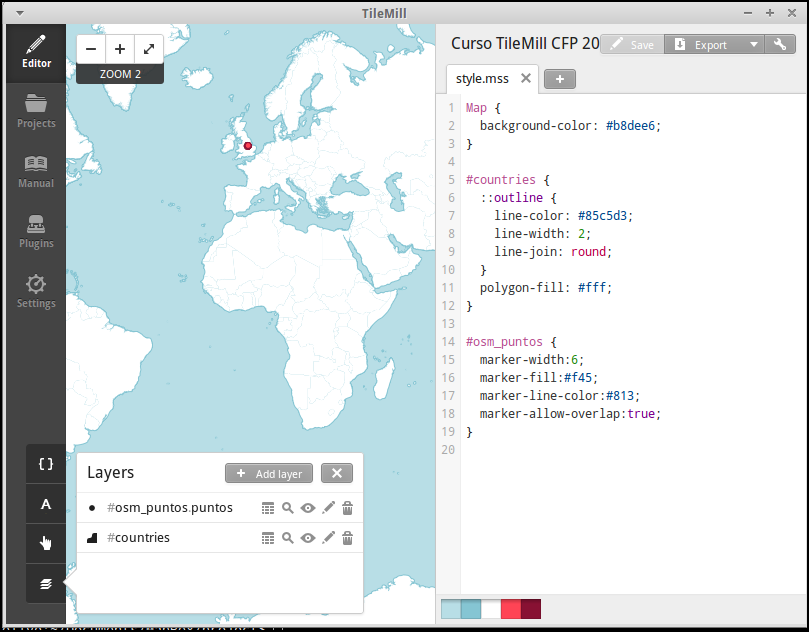 TileMill
Editor
Projects
Manual
Plugins
Settings
ZOOM 2
Curso TileMill CFP 20
Save
Export
style.mss
1 Map {
2 background-color: #b8dee6;
3 }
4
5 #countries {
6 ::outline {
7 line-color: #85c5d3;
8 line-width: 2;
9 line-join: round;
10 }
11 polygon-fill: #fff;
12 }
13
14 #osm_puntos {
15 marker-width:6;
16 marker-fill:#f45;
17 marker-line-color:#813;
18 marker-allow-overlap:true;
19 }
20
{ }
A
Layers
+ Add layer
#osm_puntos.puntos
#countries